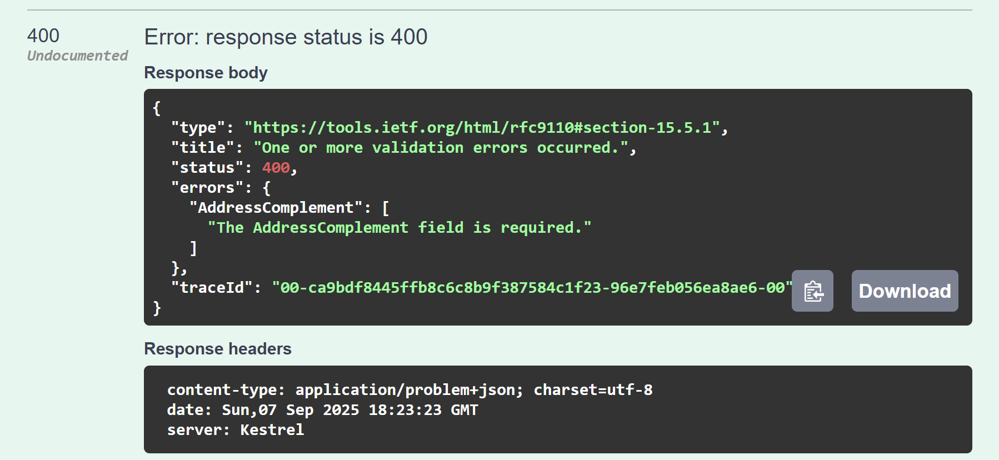 400
Undocumented
Error: response status is 400
Response body
{
  "type": "https://tools.ietf.org/html/rfc9110#section-15.5.1",
  "title": "One or more validation errors occurred.",
  "status": 400,
  "errors": {
    "AddressComplement": [
      "The AddressComplement field is required."
    ]
  },
  "traceId": "00-ca9bdf8445ffb8c6c8b9f387584c1f23-96e7feb056ea8ae6-00"
}
Download
Response headers
content-type: application/problem+json; charset=utf-8
date: Sun,07 Sep 2025 18:23:23 GMT
server: Kestrel